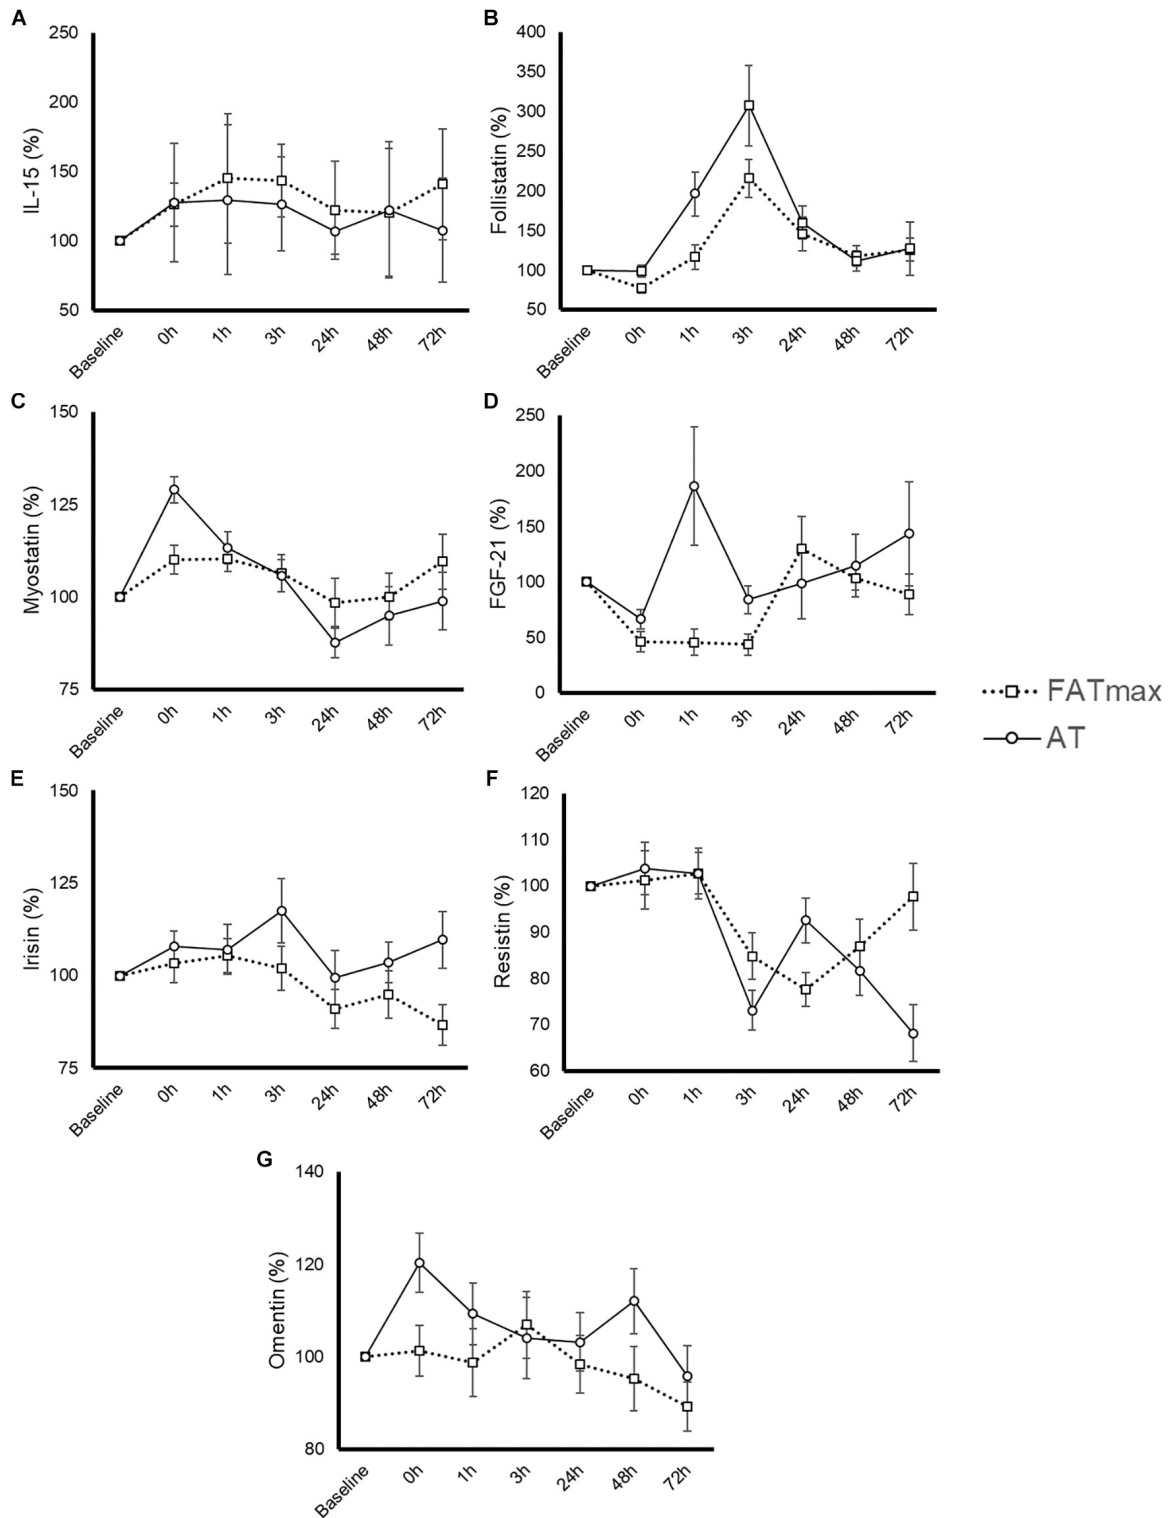 A
IL-15 (%)
250
200
150
100
50
Baseline 0h 1h 3h 24h 48h 72h
B
Follistatin (%)
400
350
300
250
200
150
100
50
Baseline 0h 1h 3h 24h 48h 72h
C
Myostatin (%)
150
125
100
75
Baseline 0h 1h 3h 24h 48h 72h
D
FGF-21 (%)
250
200
150
100
50
0
Baseline 0h 1h 3h 24h 48h 72h
FATmax
AT
E
Irisin (%)
150
125
100
75
Baseline 0h 1h 3h 24h 48h 72h
F
Resistin (%)
120
110
100
90
80
70
60
Baseline 0h 1h 3h 24h 48h 72h
G
Omentin (%)
140
120
100
80
Baseline 0h 1h 3h 24h 48h 72h